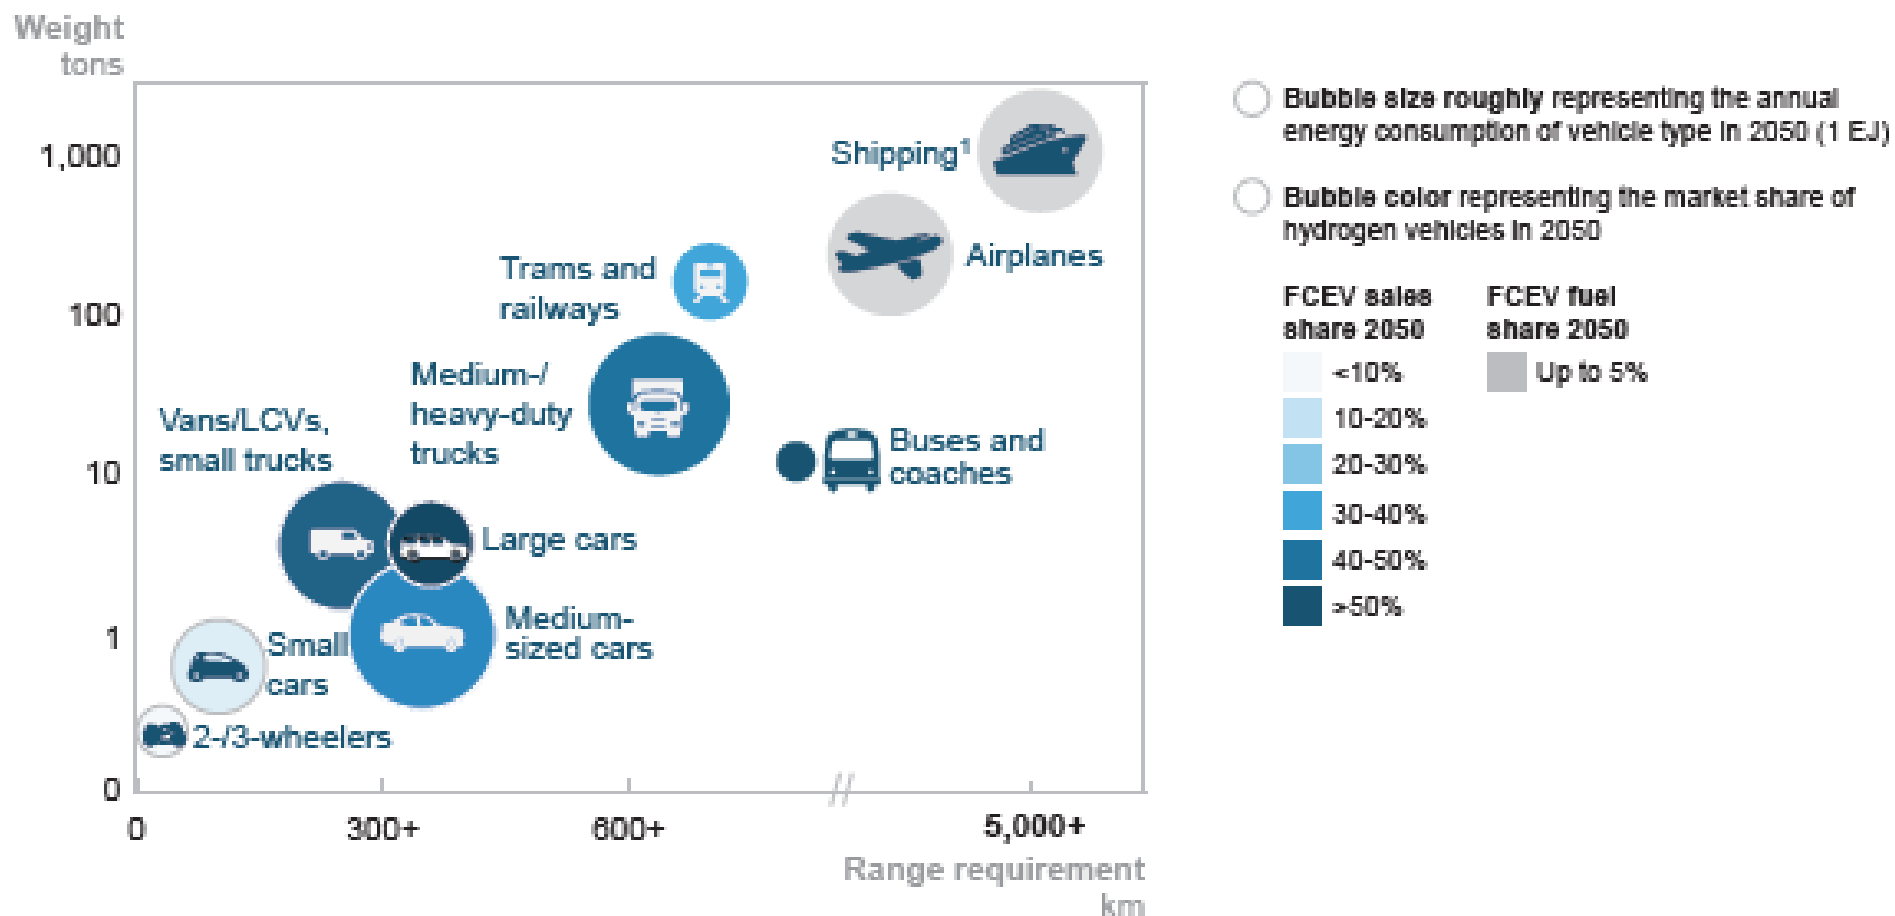 Weight
tons
1,000
100
10
1
0
0
300+
600+
5,000+
Range requirement
km
Shipping¹
Airplanes
Trams and
railways
Medium-/
heavy-duty
trucks
Buses and
coaches
Vans/LCVs,
small trucks
Large cars
Medium-
sized cars
Small
cars
2-/3-wheelers
Bubble size roughly representing the annual
energy consumption of vehicle type in 2050 (1 EJ)
Bubble color representing the market share of
hydrogen vehicles in 2050
FCEV sales
share 2050
<10%
10-20%
20-30%
30-40%
40-50%
>50%
FCEV fuel
share 2050
Up to 5%